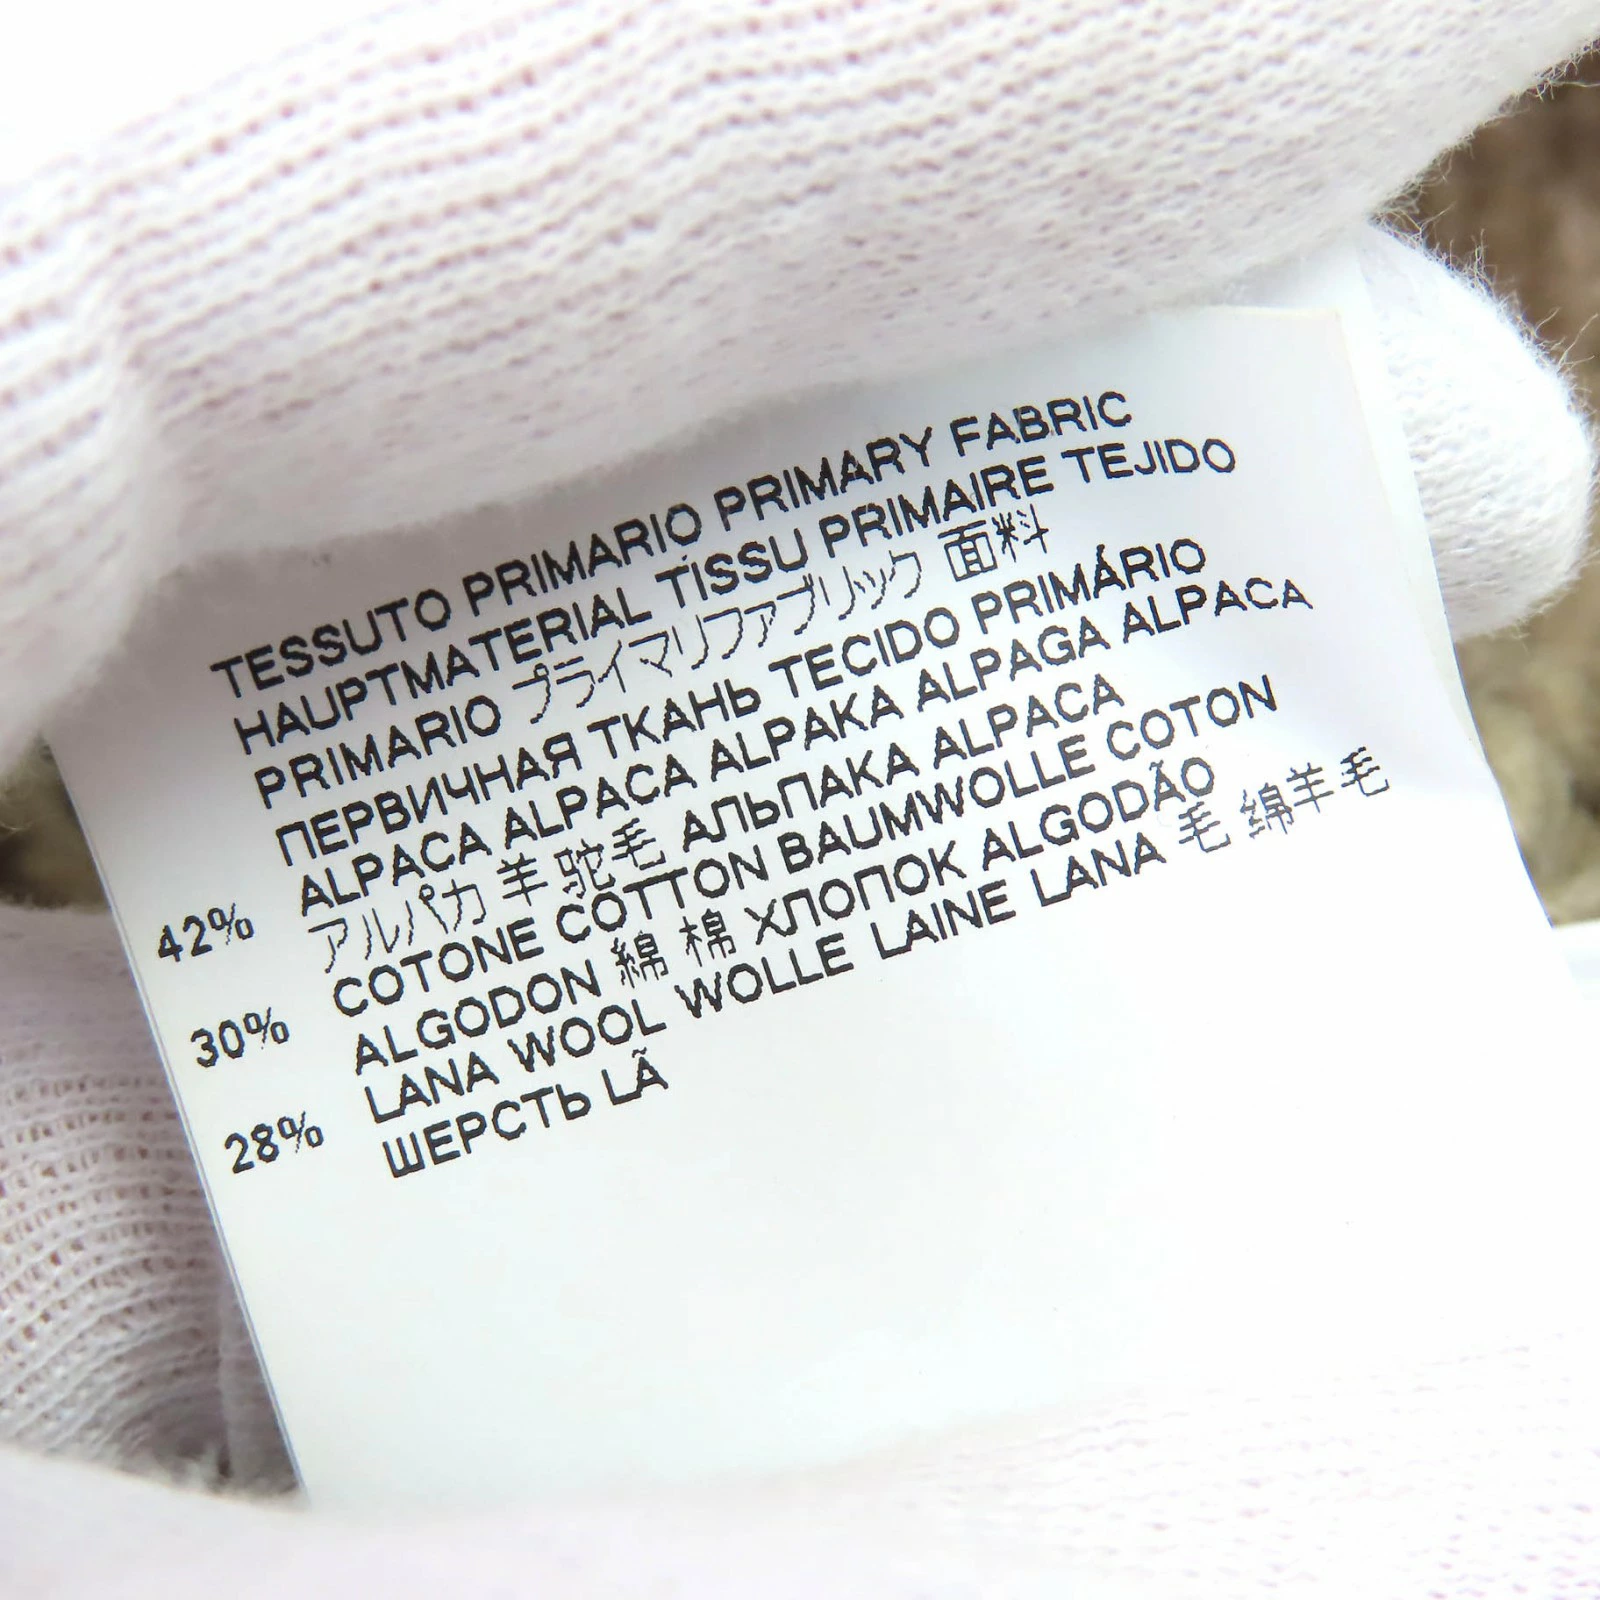 TESSUTO PRIMARIO PRIMARY FABRIC
HAUPTMATERIAL TISSU PRIMAIRE TEJIDO
PRIMARIO プライマリファブリック 面料
ПЕРВИЧНАЯ ТКАНЬ TECIDO PRIMÁRIO
42% ALPACA ALPACA ALPAKA ALPAGA ALPACA
アルパカ 羊驼毛 АЛЬПАКА ALPACA
30% COTONE COTTON BAUMWOLLE COTON
ALGODON 綿 棉 ХЛОПОК ALGODÃO
28% LANA WOOL WOLLE LAINE LANA 毛 绵羊毛
ШЕРСТЬ LÃ